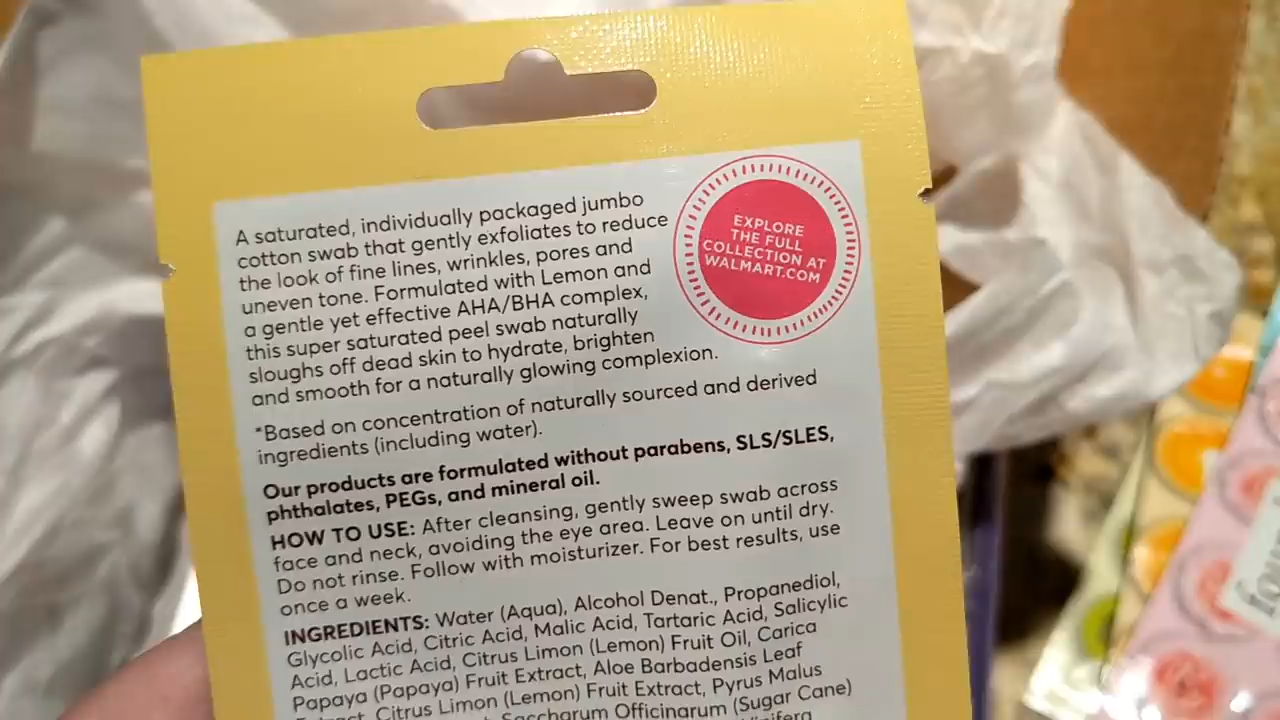 A saturated, individually packaged jumbo
cotton swab that gently exfoliates to reduce
the look of fine lines, wrinkles, pores and
uneven tone. Formulated with Lemon and
a gentle yet effective AHA/BHA complex,
this super saturated peel swab naturally
sloughs off dead skin to hydrate, brighten
and smooth for a naturally glowing complexion.
EXPLORE
THE FULL
COLLECTION AT
WALMART.COM
*Based on concentration of naturally sourced and derived
ingredients (including water).
Our products are formulated without parabens, SLS/SLES,
phthalates, PEGs, and mineral oil.
HOW TO USE: After cleansing, gently sweep swab across
face and neck, avoiding the eye area. Leave on until dry.
Do not rinse. Follow with moisturizer. For best results, use
once a week.
INGREDIENTS: Water (Aqua), Alcohol Denat., Propanediol,
Glycolic Acid, Citric Acid, Malic Acid, Tartaric Acid, Salicylic
Acid, Lactic Acid, Citrus Limon (Lemon) Fruit Oil, Carica
Papaya (Papaya) Fruit Extract, Aloe Barbadensis Leaf
Extract, Citrus Limon (Lemon) Fruit Extract, Pyrus Malus
Saccharum Officinarum (Sugar Cane)